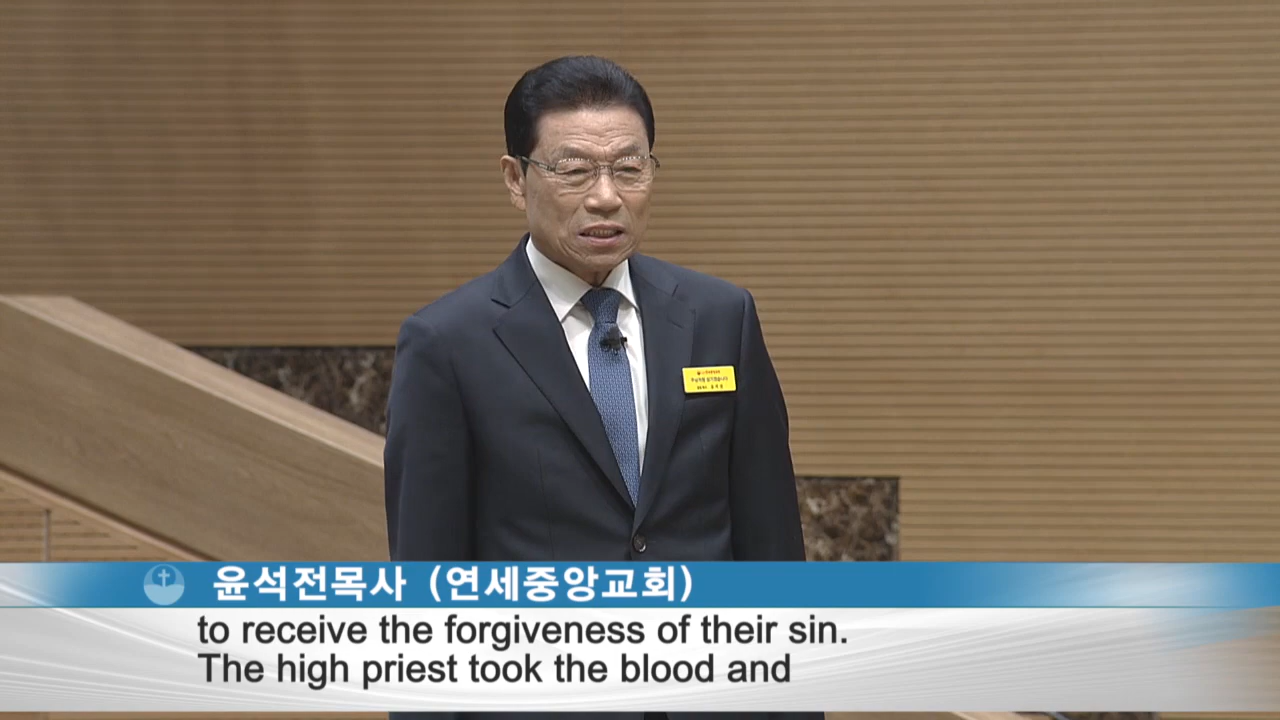 윤석전목사 (연세중앙교회)
to receive the forgiveness of their sin.
The high priest took the blood and